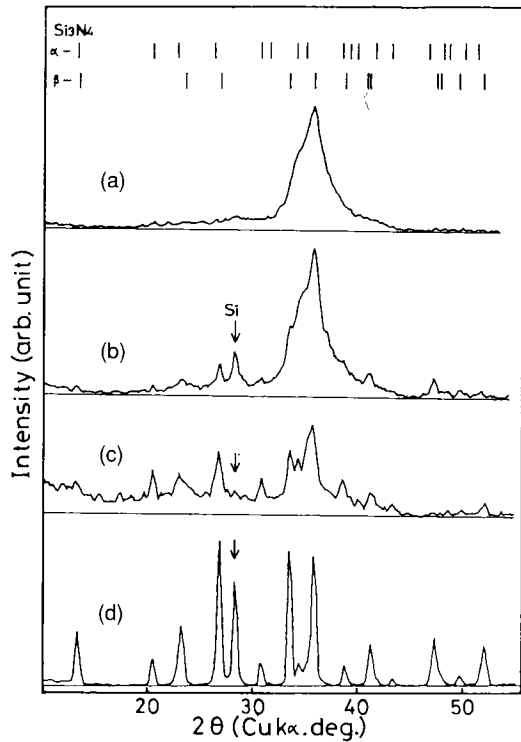 Si3N4
α –
β –
(a)
Si
(b)
(c)
(d)
Intensity (arb. unit)
20 30 40 50
2θ (Cukα. deg.)